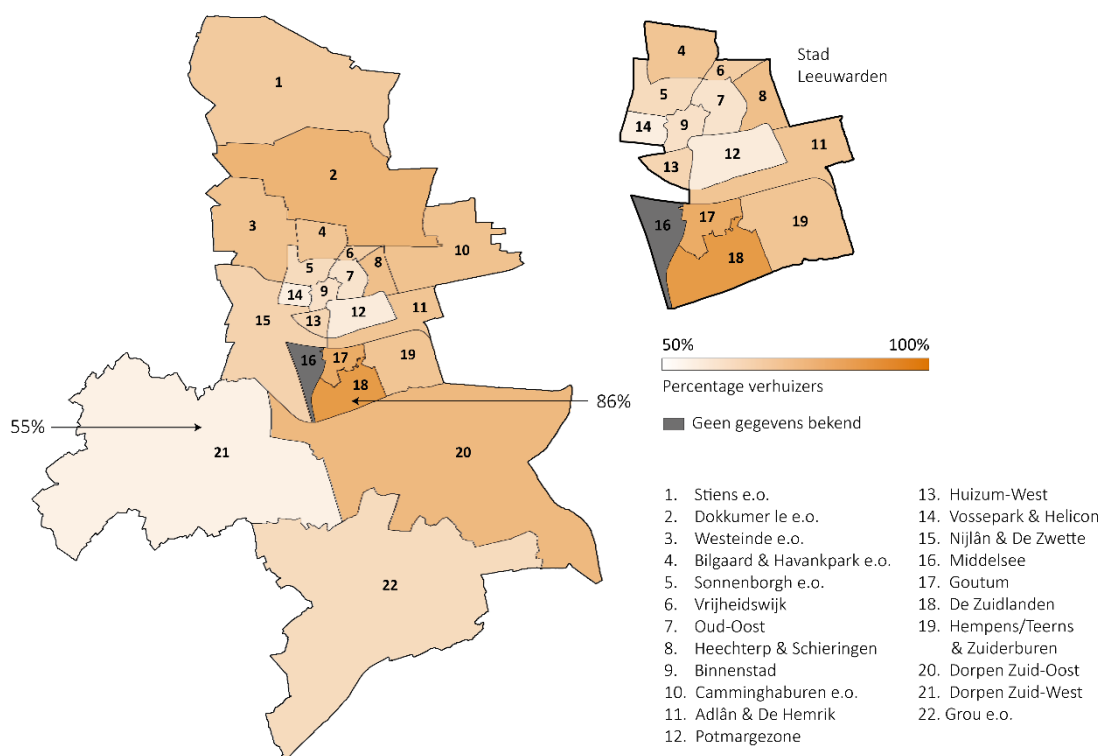 1
2
3
4
5
6
7
8
9
10
11
12
13
14
15
16
17
18
19
20
21
22
55%
86%
Stad
Leeuwarden
4
5
6
7
8
9
11
12
13
14
16
17
18
19
50% 100%
Percentage verhuizers
Geen gegevens bekend
1. Stiens e.o.
2. Dokkumer Ie e.o.
3. Westeinde e.o.
4. Bilgaard & Havankpark e.o.
5. Sonnenborgh e.o.
6. Vrijheidswijk
7. Oud-Oost
8. Heechterp & Schieringen
9. Binnenstad
10. Camminghaburen e.o.
11. Adlân & De Hemrik
12. Potmargezone
13. Huizum-West
14. Vossepark & Helicon
15. Nijlân & De Zwette
16. Middelsee
17. Goutum
18. De Zuidlanden
19. Hempens/Teerns
& Zuiderburen
20. Dorpen Zuid-Oost
21. Dorpen Zuid-West
22. Grou e.o.